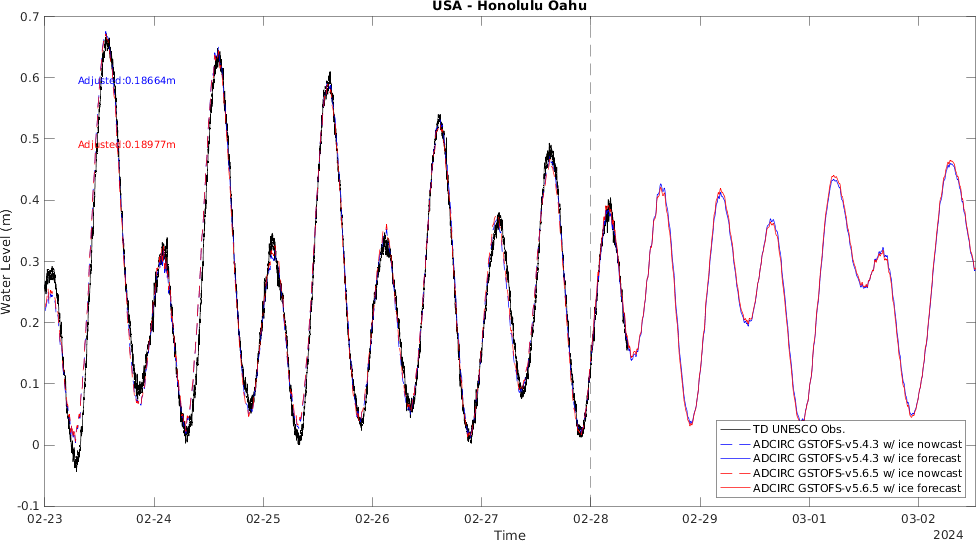 USA - Honolulu Oahu
0.7
0.6
0.5
0.4
0.3
0.2
0.1
0
-0.1
Water Level (m)
Adjusted:0.18664m
Adjusted:0.18977m
TD UNESCO Obs.
ADCIRC GSTOFS-v5.4.3 w/ ice nowcast
ADCIRC GSTOFS-v5.4.3 w/ ice forecast
ADCIRC GSTOFS-v5.6.5 w/ ice nowcast
ADCIRC GSTOFS-v5.6.5 w/ ice forecast
02-23 02-24 02-25 02-26 02-27 02-28 02-29 03-01 03-02
Time
2024